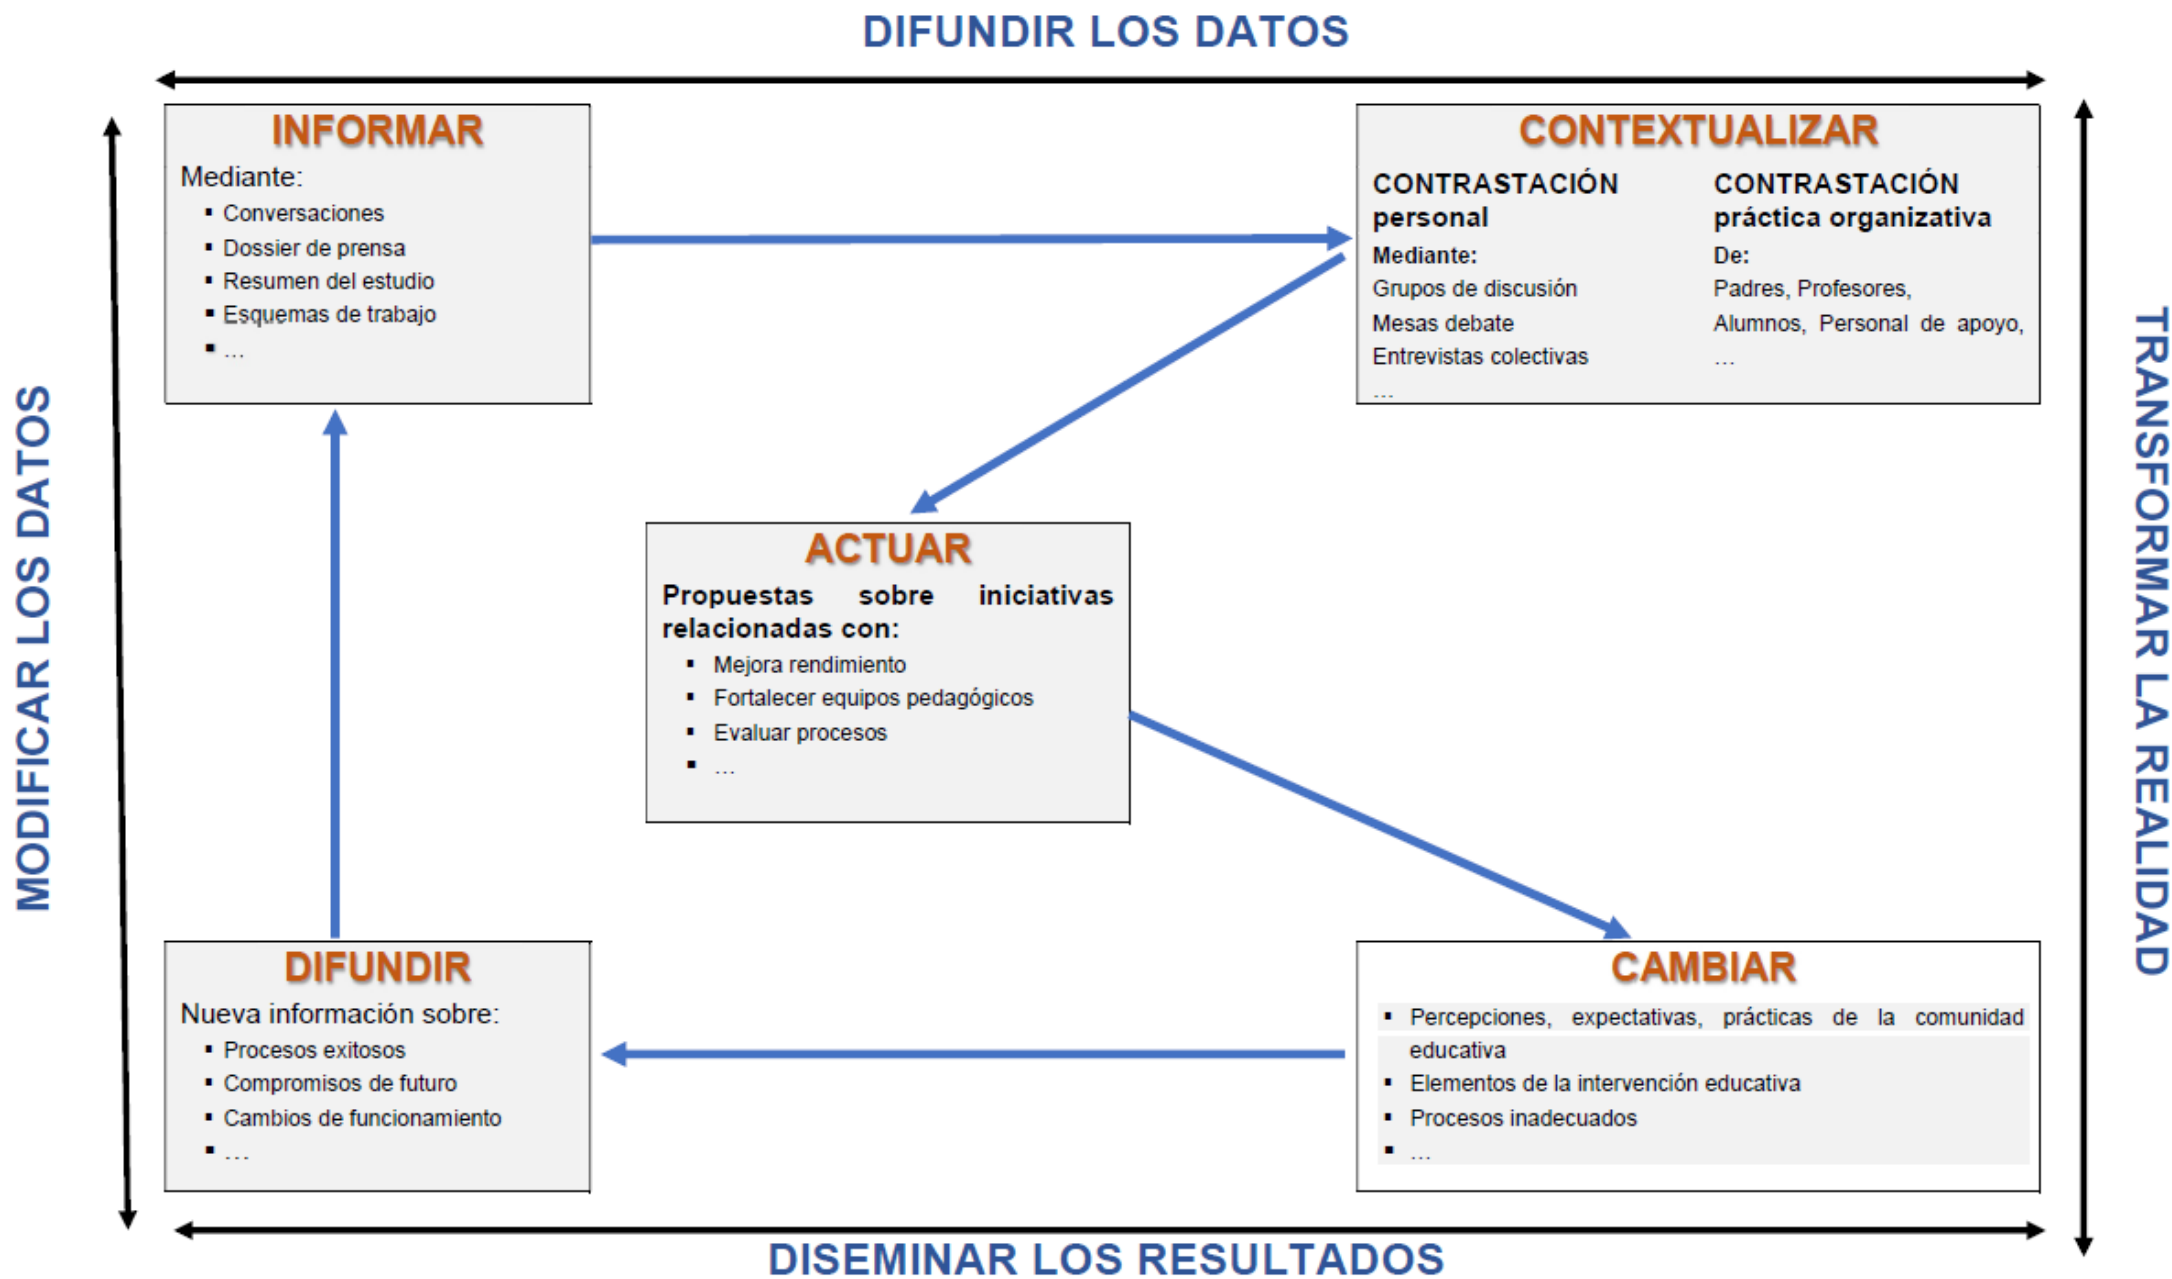 DIFUNDIR LOS DATOS
INFORMAR
Mediante:
▪ Conversaciones
▪ Dossier de prensa
▪ Resumen del estudio
▪ Esquemas de trabajo
▪ …
CONTEXTUALIZAR
CONTRASTACIÓN
personal
Mediante:
Grupos de discusión
Mesas debate
Entrevistas colectivas
…
CONTRASTACIÓN
práctica organizativa
De:
Padres, Profesores,
Alumnos, Personal de apoyo,
…
MODIFICAR LOS DATOS
TRANSFORMAR LA REALIDAD
ACTUAR
Propuestas sobre iniciativas
relacionadas con:
▪ Mejora rendimiento
▪ Fortalecer equipos pedagógicos
▪ Evaluar procesos
▪ …
DIFUNDIR
Nueva información sobre:
▪ Procesos exitosos
▪ Compromisos de futuro
▪ Cambios de funcionamiento
▪ …
CAMBIAR
▪ Percepciones, expectativas, prácticas de la comunidad
educativa
▪ Elementos de la intervención educativa
▪ Procesos inadecuados
▪ …
DISEMINAR LOS RESULTADOS